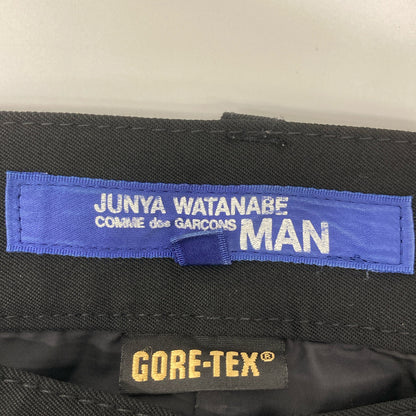 JUNYA WATANABE
COMME des GARCONS MAN
GORE-TEX®